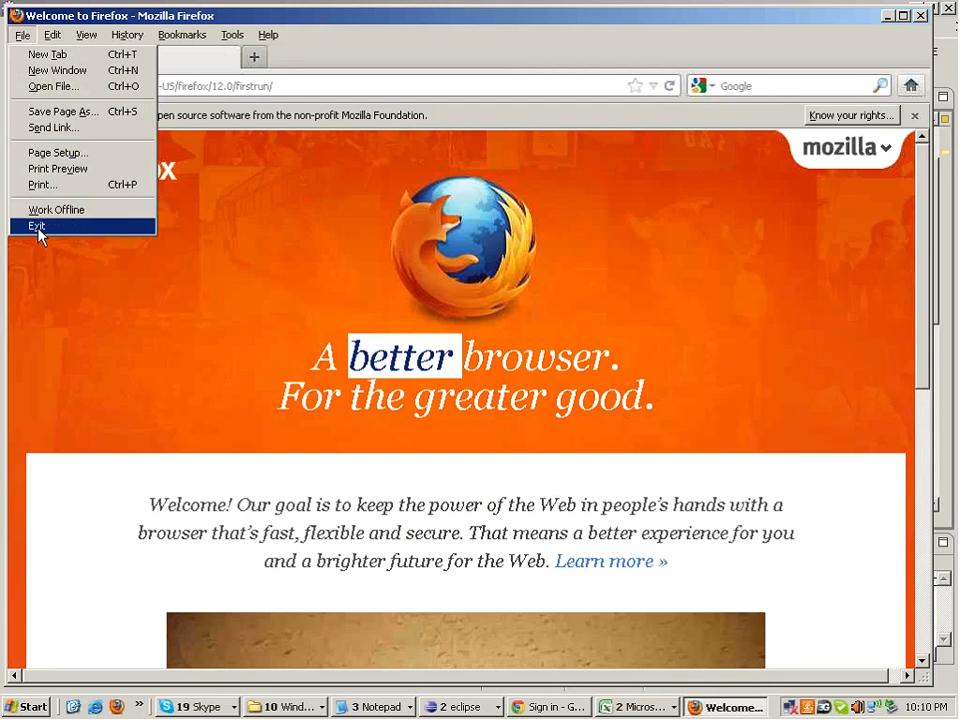 Welcome to Firefox - Mozilla Firefox
File Edit View History Bookmarks Tools Help
New Tab Ctrl+T
New Window Ctrl+N
Open File... Ctrl+O
Save Page As... Ctrl+S
Send Link...
Page Setup...
Print Preview
Print... Ctrl+P
Work Offline
Exit
-US/firefox/12.0/firstrun/
Google
pen source software from the non-profit Mozilla Foundation.
Know your rights...
mozilla
ox
A better browser.
For the greater good.
Welcome! Our goal is to keep the power of the Web in people's hands with a
browser that's fast, flexible and secure. That means a better experience for you
and a brighter future for the Web. Learn more »
Start
»
19 Skype
10 Wind...
3 Notepad
2 eclipse
Sign in - G...
2 Micros...
Welcome...
10:10 PM